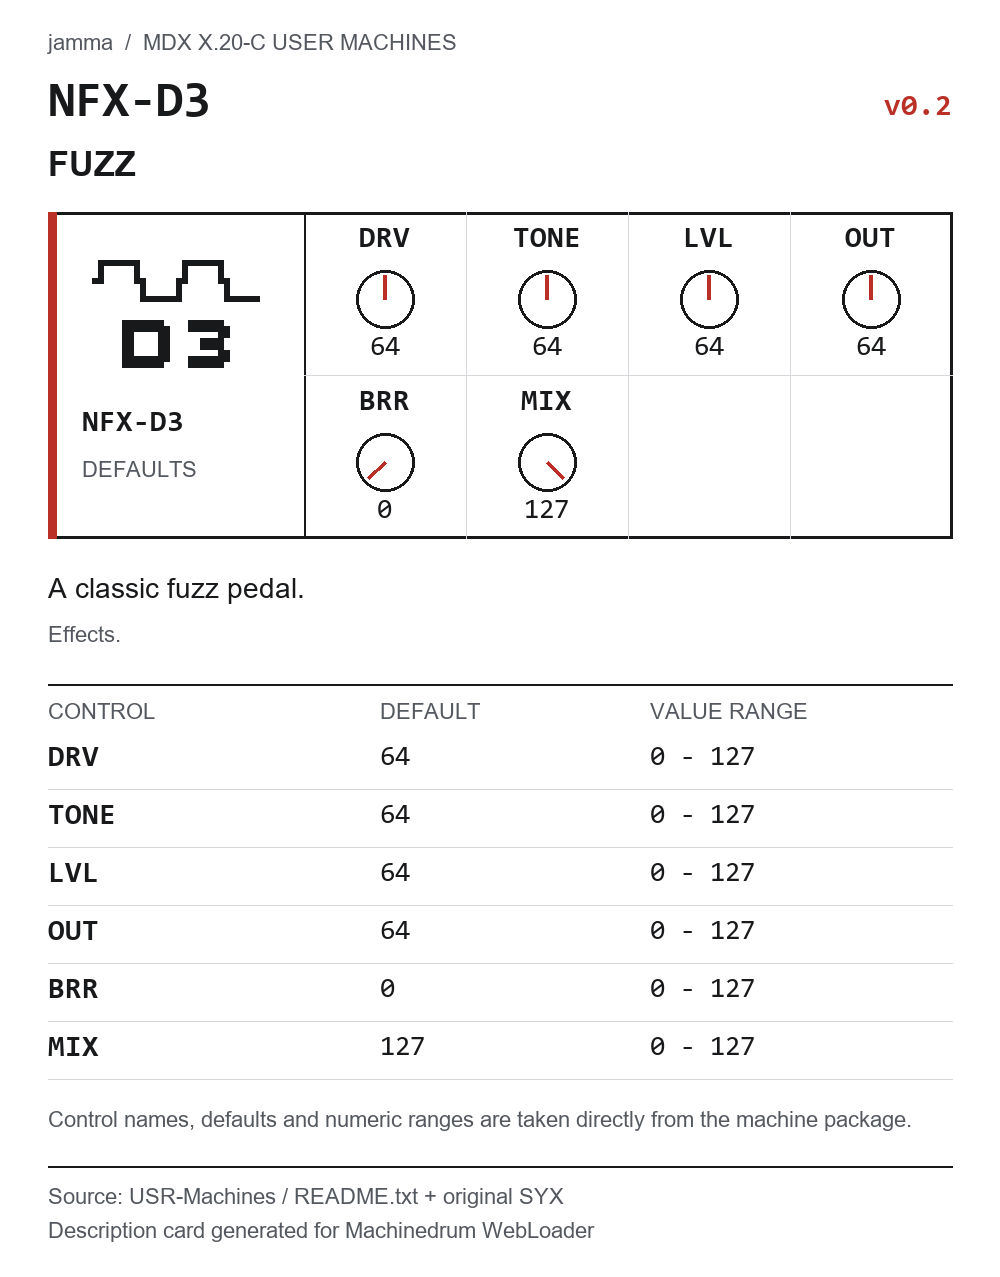 jamma / MDX X.20-C USER MACHINES
NFX-D3
v0.2
FUZZ
DRV TONE LVL OUT
64 64 64 64
D3
NFX-D3
DEFAULTS
BRR MIX
0 127
A classic fuzz pedal.
Effects.
CONTROL DEFAULT VALUE RANGE
DRV 64 0 - 127
TONE 64 0 - 127
LVL 64 0 - 127
OUT 64 0 - 127
BRR 0 0 - 127
MIX 127 0 - 127
Control names, defaults and numeric ranges are taken directly from the machine package.
Source: USR-Machines / README.txt + original SYX
Description card generated for Machinedrum WebLoader